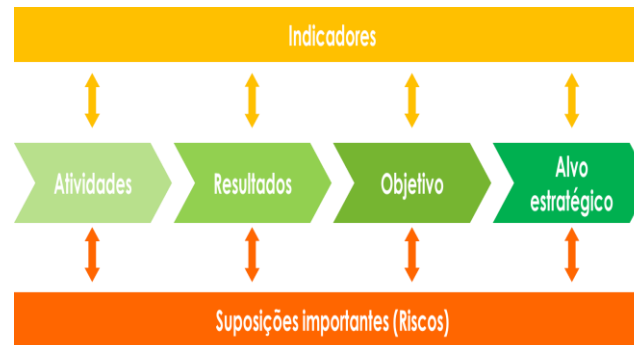 Indicadores
Atividades
Resultados
Objetivo
Alvo
estratégico
Suposições importantes (Riscos)